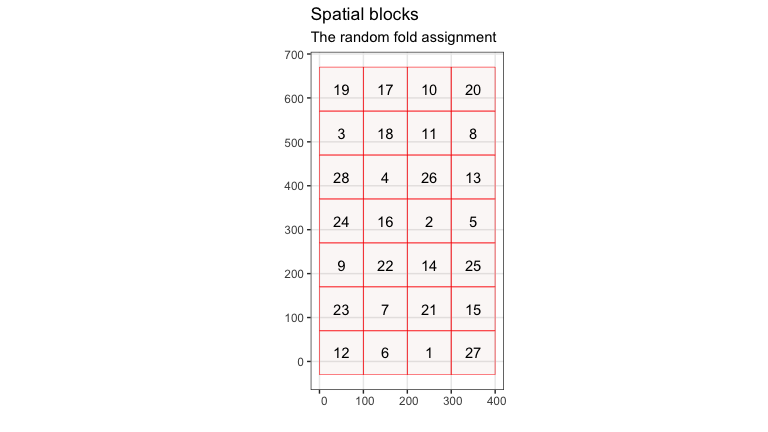 Spatial blocks
The random fold assignment
700
600
500
400
300
200
100
0
19 17 10 20
3 18 11 8
28 4 26 13
24 16 2 5
9 22 14 25
23 7 21 15
12 6 1 27
0 100 200 300 400